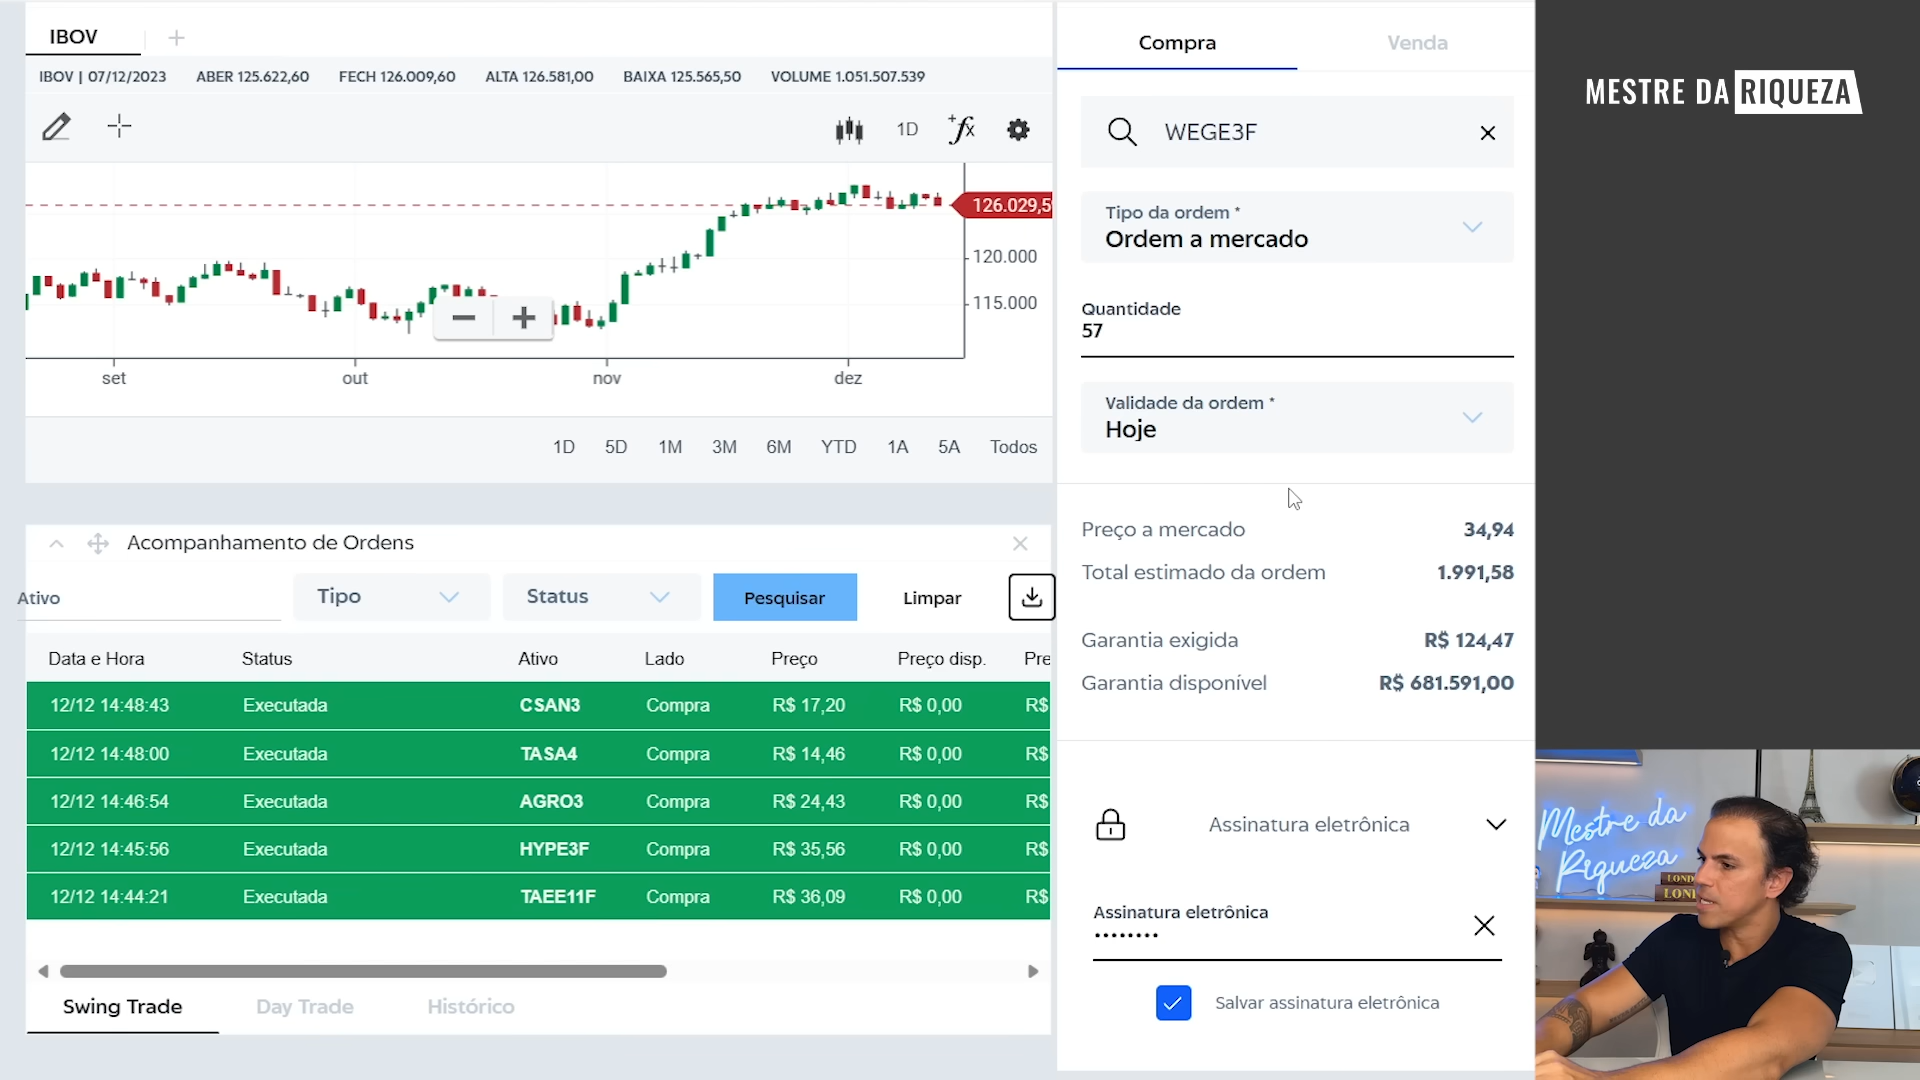 IBOV
IBOV | 07/12/2023 ABER 125.622,60 FECH 126.009,60 ALTA 126.581,00 BAIXA 125.565,50 VOLUME 1.051.507.539
1D
126.029,5
120.000
115.000
set out nov dez
1D 5D 1M 3M 6M YTD 1A 5A Todos
Acompanhamento de Ordens
Ativo Tipo Status Pesquisar Limpar
Data e Hora Status Ativo Lado Preço Preço disp. Pre
12/12 14:48:43 Executada CSAN3 Compra R$ 17,20 R$ 0,00 R$
12/12 14:48:00 Executada TASA4 Compra R$ 14,46 R$ 0,00 R$
12/12 14:46:54 Executada AGRO3 Compra R$ 24,43 R$ 0,00 R$
12/12 14:45:56 Executada HYPE3F Compra R$ 35,56 R$ 0,00 R$
12/12 14:44:21 Executada TAEE11F Compra R$ 36,09 R$ 0,00 R$
Swing Trade Day Trade Histórico
Compra Venda
WEGE3F
Tipo da ordem *
Ordem a mercado
Quantidade
57
Validade da ordem *
Hoje
Preço a mercado 34,94
Total estimado da ordem 1.991,58
Garantia exigida R$ 124,47
Garantia disponível R$ 681.591,00
Assinatura eletrônica
Assinatura eletrônica
••••••••
Salvar assinatura eletrônica
MESTRE DA RIQUEZA
Mestre da
Riqueza
LOND
LON